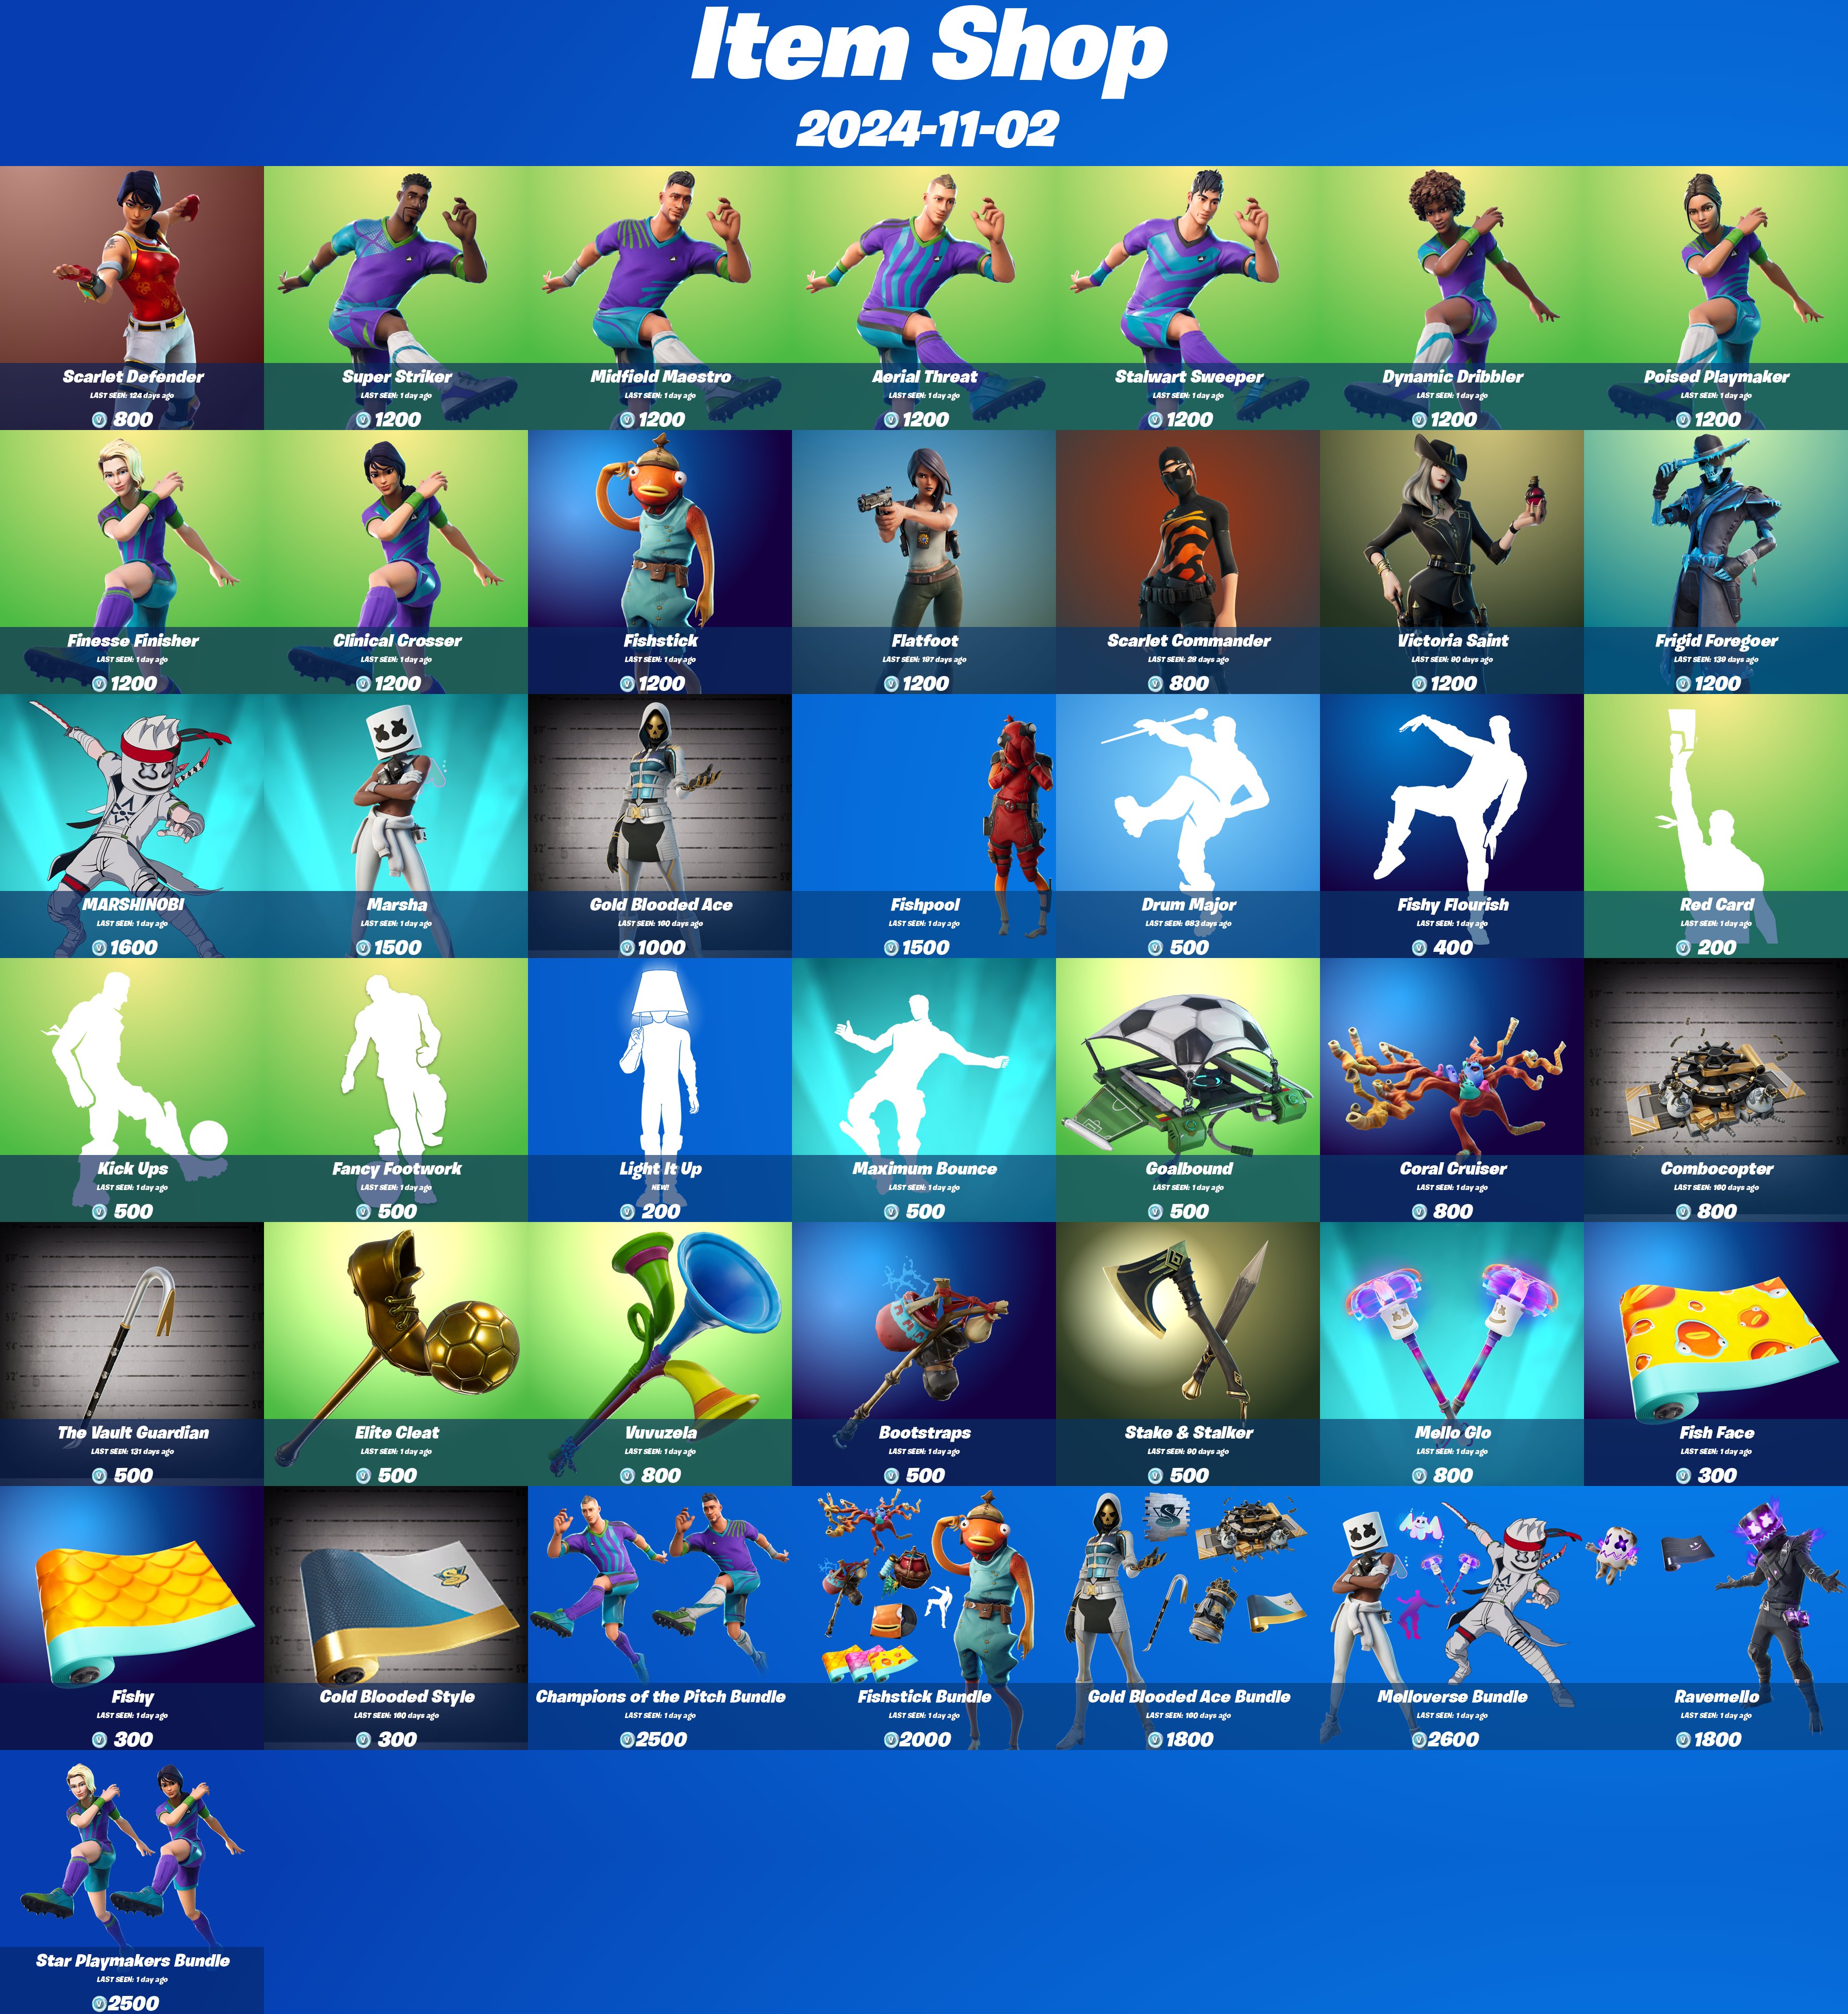 Item Shop
2024-11-02
Scarlet Defender
LAST SEEN: 124 days ago
800
Super Striker
LAST SEEN: 1 day ago
1200
Midfield Maestro
LAST SEEN: 1 day ago
1200
Aerial Threat
LAST SEEN: 1 day ago
1200
Stalwart Sweeper
LAST SEEN: 1 day ago
1200
Dynamic Dribbler
LAST SEEN: 1 day ago
1200
Poised Playmaker
LAST SEEN: 1 day ago
1200
Finesse Finisher
LAST SEEN: 1 day ago
1200
Clinical Crosser
LAST SEEN: 1 day ago
1200
Fishstick
LAST SEEN: 1 day ago
1200
Flatfoot
LAST SEEN: 197 days ago
1200
Scarlet Commander
LAST SEEN: 28 days ago
800
Victoria Saint
LAST SEEN: 90 days ago
1200
Frigid Foregoer
LAST SEEN: 139 days ago
1200
MARSHINOBI
LAST SEEN: 1 day ago
1600
Marsha
LAST SEEN: 1 day ago
1500
Gold Blooded Ace
LAST SEEN: 100 days ago
1000
Fishpool
LAST SEEN: 1 day ago
1500
Drum Major
LAST SEEN: 683 days ago
500
Fishy Flourish
LAST SEEN: 1 day ago
400
Red Card
LAST SEEN: 1 day ago
200
Kick Ups
LAST SEEN: 1 day ago
500
Fancy Footwork
LAST SEEN: 1 day ago
500
Light It Up
NEW!
200
Maximum Bounce
LAST SEEN: 1 day ago
500
Goalbound
LAST SEEN: 1 day ago
500
Coral Cruiser
LAST SEEN: 1 day ago
800
Combocopter
LAST SEEN: 100 days ago
800
The Vault Guardian
LAST SEEN: 131 days ago
500
Elite Cleat
LAST SEEN: 1 day ago
500
Vuvuzela
LAST SEEN: 1 day ago
800
Bootstraps
LAST SEEN: 1 day ago
500
Stake & Stalker
LAST SEEN: 90 days ago
500
Mello Glo
LAST SEEN: 1 day ago
800
Fish Face
LAST SEEN: 1 day ago
300
Fishy
LAST SEEN: 1 day ago
300
Cold Blooded Style
LAST SEEN: 100 days ago
300
Champions of the Pitch Bundle
LAST SEEN: 1 day ago
2500
Fishstick Bundle
LAST SEEN: 1 day ago
2000
Gold Blooded Ace Bundle
LAST SEEN: 100 days ago
1800
Melloverse Bundle
LAST SEEN: 1 day ago
2600
Ravemello
LAST SEEN: 1 day ago
1800
Star Playmakers Bundle
LAST SEEN: 1 day ago
2500